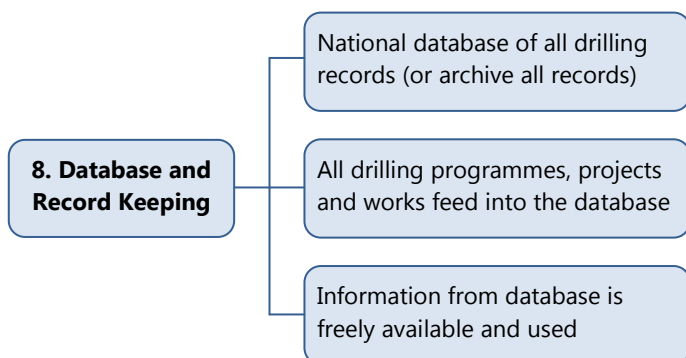 National database of all drilling
records (or archive all records)
8. Database and
Record Keeping
All drilling programmes, projects
and works feed into the database
Information from database is
freely available and used